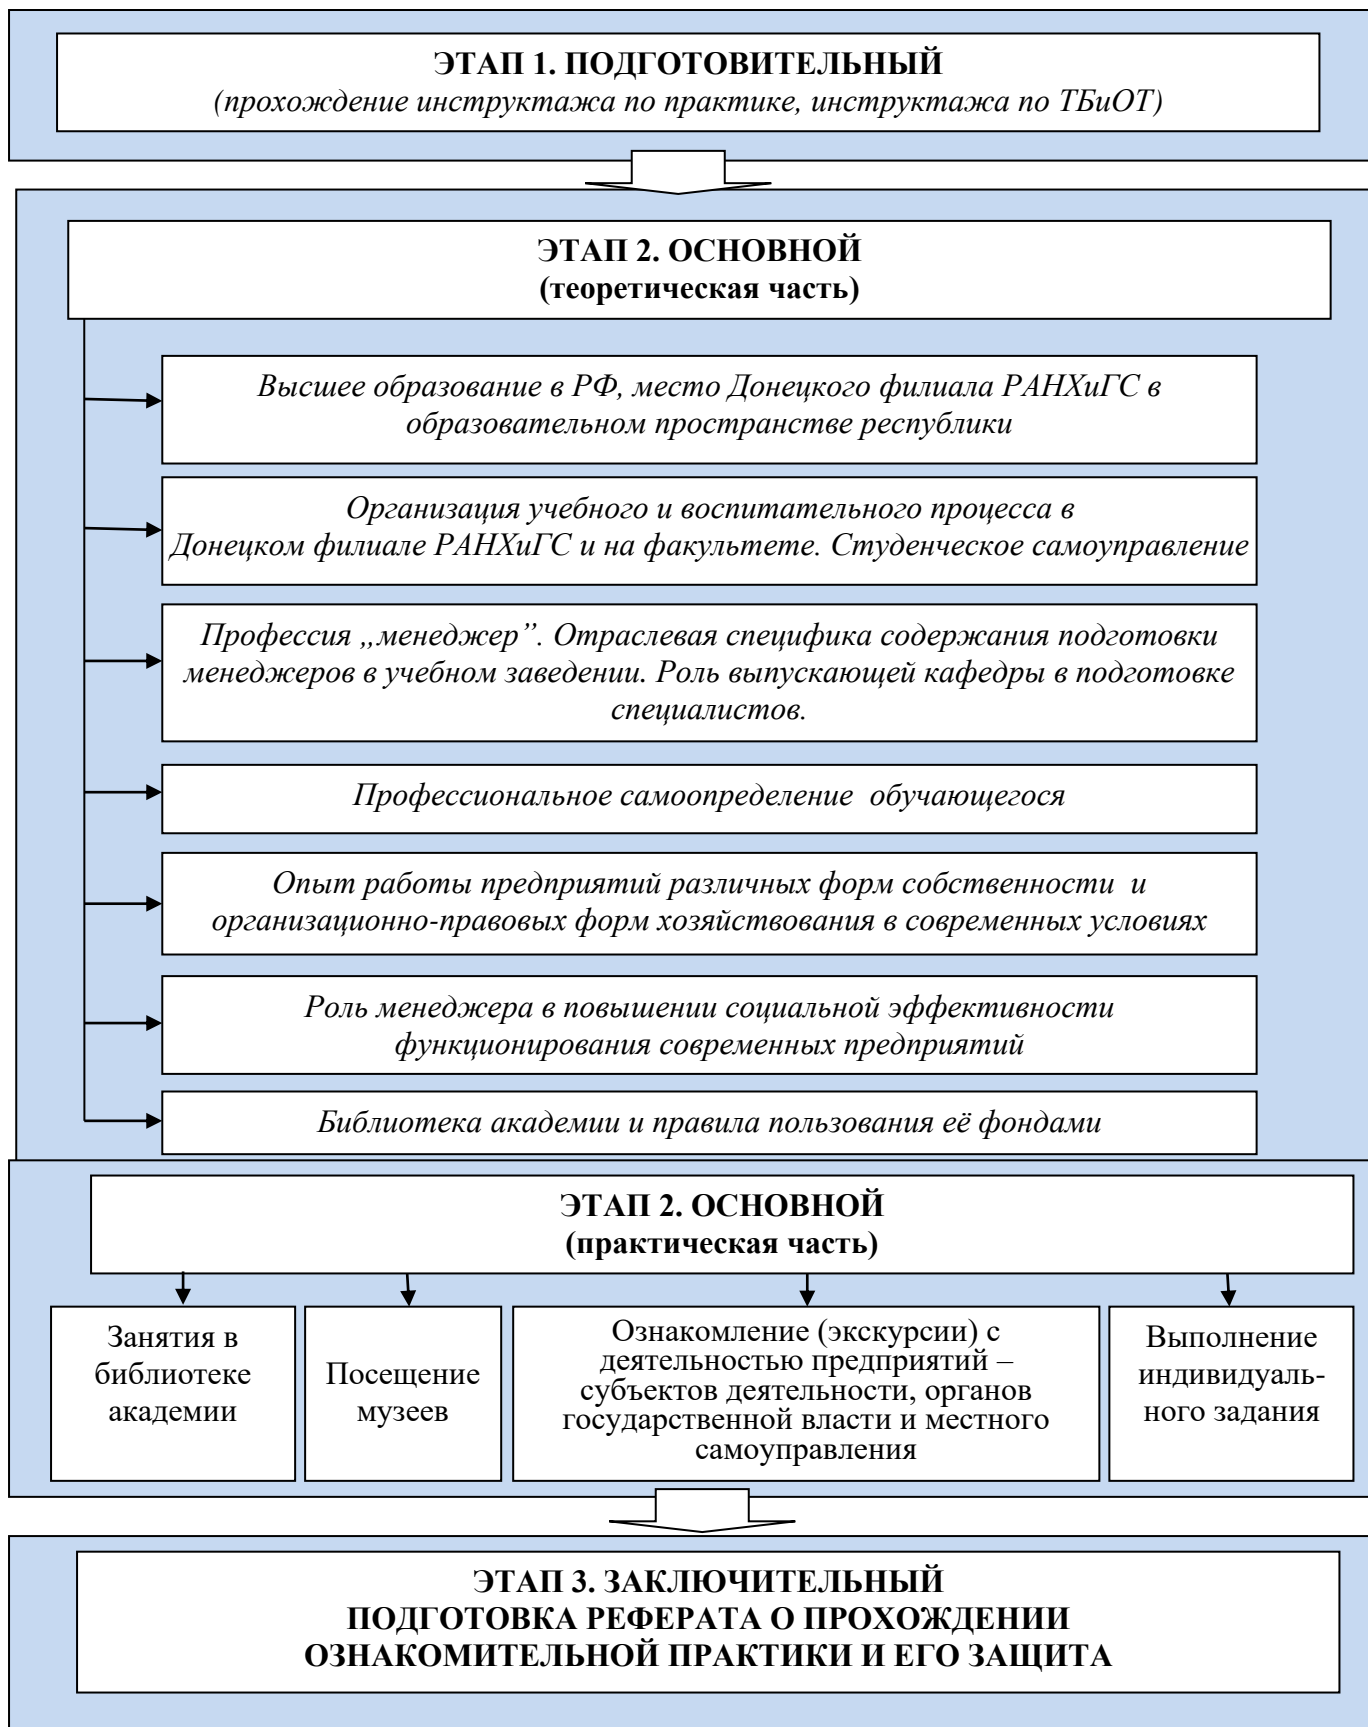 ЭТАП 1. ПОДГОТОВИТЕЛЬНЫЙ
(прохождение инструктажа по практике, инструктажа по ТБиОТ)
ЭТАП 2. ОСНОВНОЙ
(теоретическая часть)
Высшее образование в РФ, место Донецкого филиала РАНХиГС в
образовательном пространстве республики
Организация учебного и воспитательного процесса в
Донецком филиале РАНХиГС и на факультете. Студенческое самоуправление
Профессия „менеджер”. Отраслевая специфика содержания подготовки
менеджеров в учебном заведении. Роль выпускающей кафедры в подготовке
специалистов.
Профессиональное самоопределение обучающегося
Опыт работы предприятий различных форм собственности и
организационно-правовых форм хозяйствования в современных условиях
Роль менеджера в повышении социальной эффективности
функционирования современных предприятий
Библиотека академии и правила пользования её фондами
ЭТАП 2. ОСНОВНОЙ
(практическая часть)
Занятия в
библиотеке
академии
Посещение
музеев
Ознакомление (экскурсии) с
деятельностью предприятий –
субъектов деятельности, органов
государственной власти и местного
самоуправления
Выполнение
индивидуаль-
ного задания
ЭТАП 3. ЗАКЛЮЧИТЕЛЬНЫЙ
ПОДГОТОВКА РЕФЕРАТА О ПРОХОЖДЕНИИ
ОЗНАКОМИТЕЛЬНОЙ ПРАКТИКИ И ЕГО ЗАЩИТА